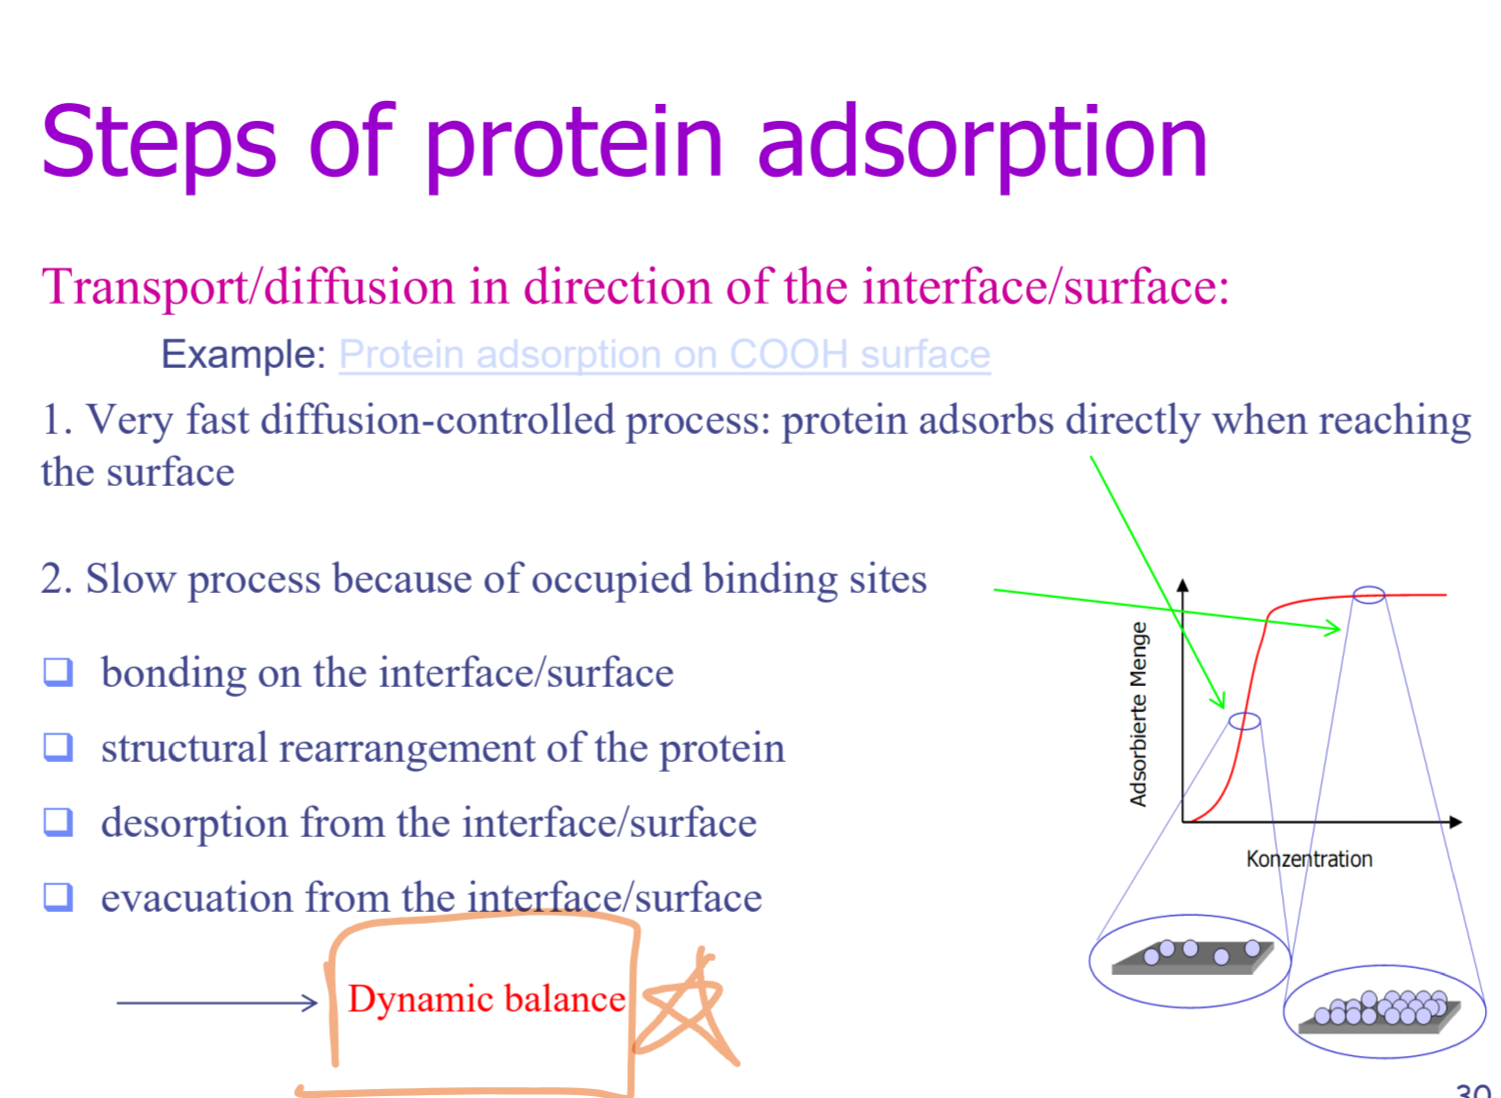 Steps of protein adsorption
Transport/diffusion in direction of the interface/surface:
Example: Protein adsorption on COOH surface
1. Very fast diffusion-controlled process: protein adsorbs directly when reaching
the surface
2. Slow process because of occupied binding sites
bonding on the interface/surface
structural rearrangement of the protein
desorption from the interface/surface
evacuation from the interface/surface
Dynamic balance
Adsorbierte Menge
Konzentration
30